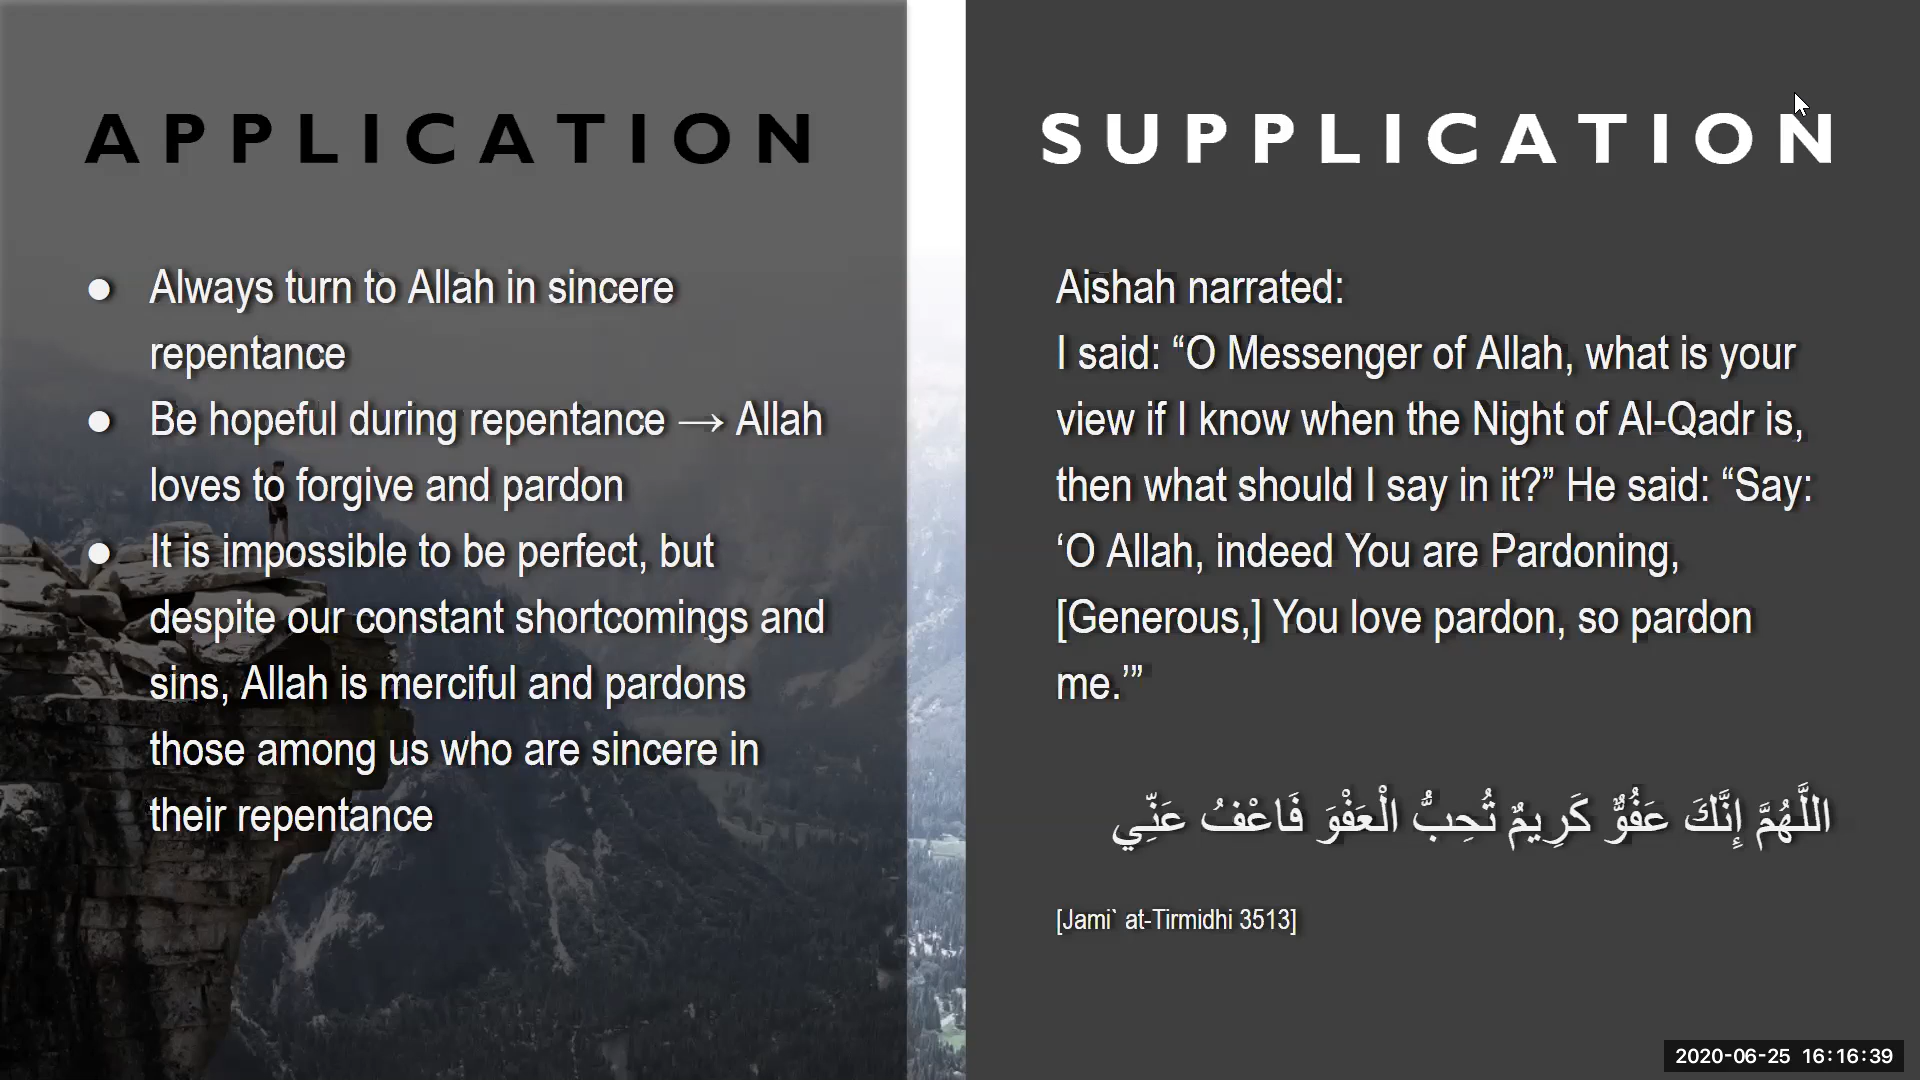 APPLICATION
● Always turn to Allah in sincere
repentance
● Be hopeful during repentance → Allah
loves to forgive and pardon
● It is impossible to be perfect, but
despite our constant shortcomings and
sins, Allah is merciful and pardons
those among us who are sincere in
their repentance
SUPPLICATION
Aishah narrated:
I said: “O Messenger of Allah, what is your
view if I know when the Night of Al-Qadr is,
then what should I say in it?” He said: “Say:
‘O Allah, indeed You are Pardoning,
[Generous,] You love pardon, so pardon
me.’”
اللَّهُمَّ إِنَّكَ عَفُوٌّ كَرِيمٌ تُحِبُّ الْعَفْوَ فَاعْفُ عَنِّي
[Jami` at-Tirmidhi 3513]
2020-06-25 16:16:39